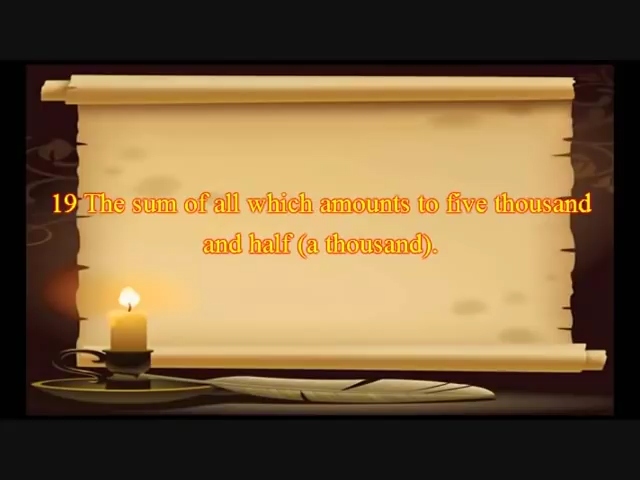 19 The sum of all which amounts to five thousand
and half (a thousand).